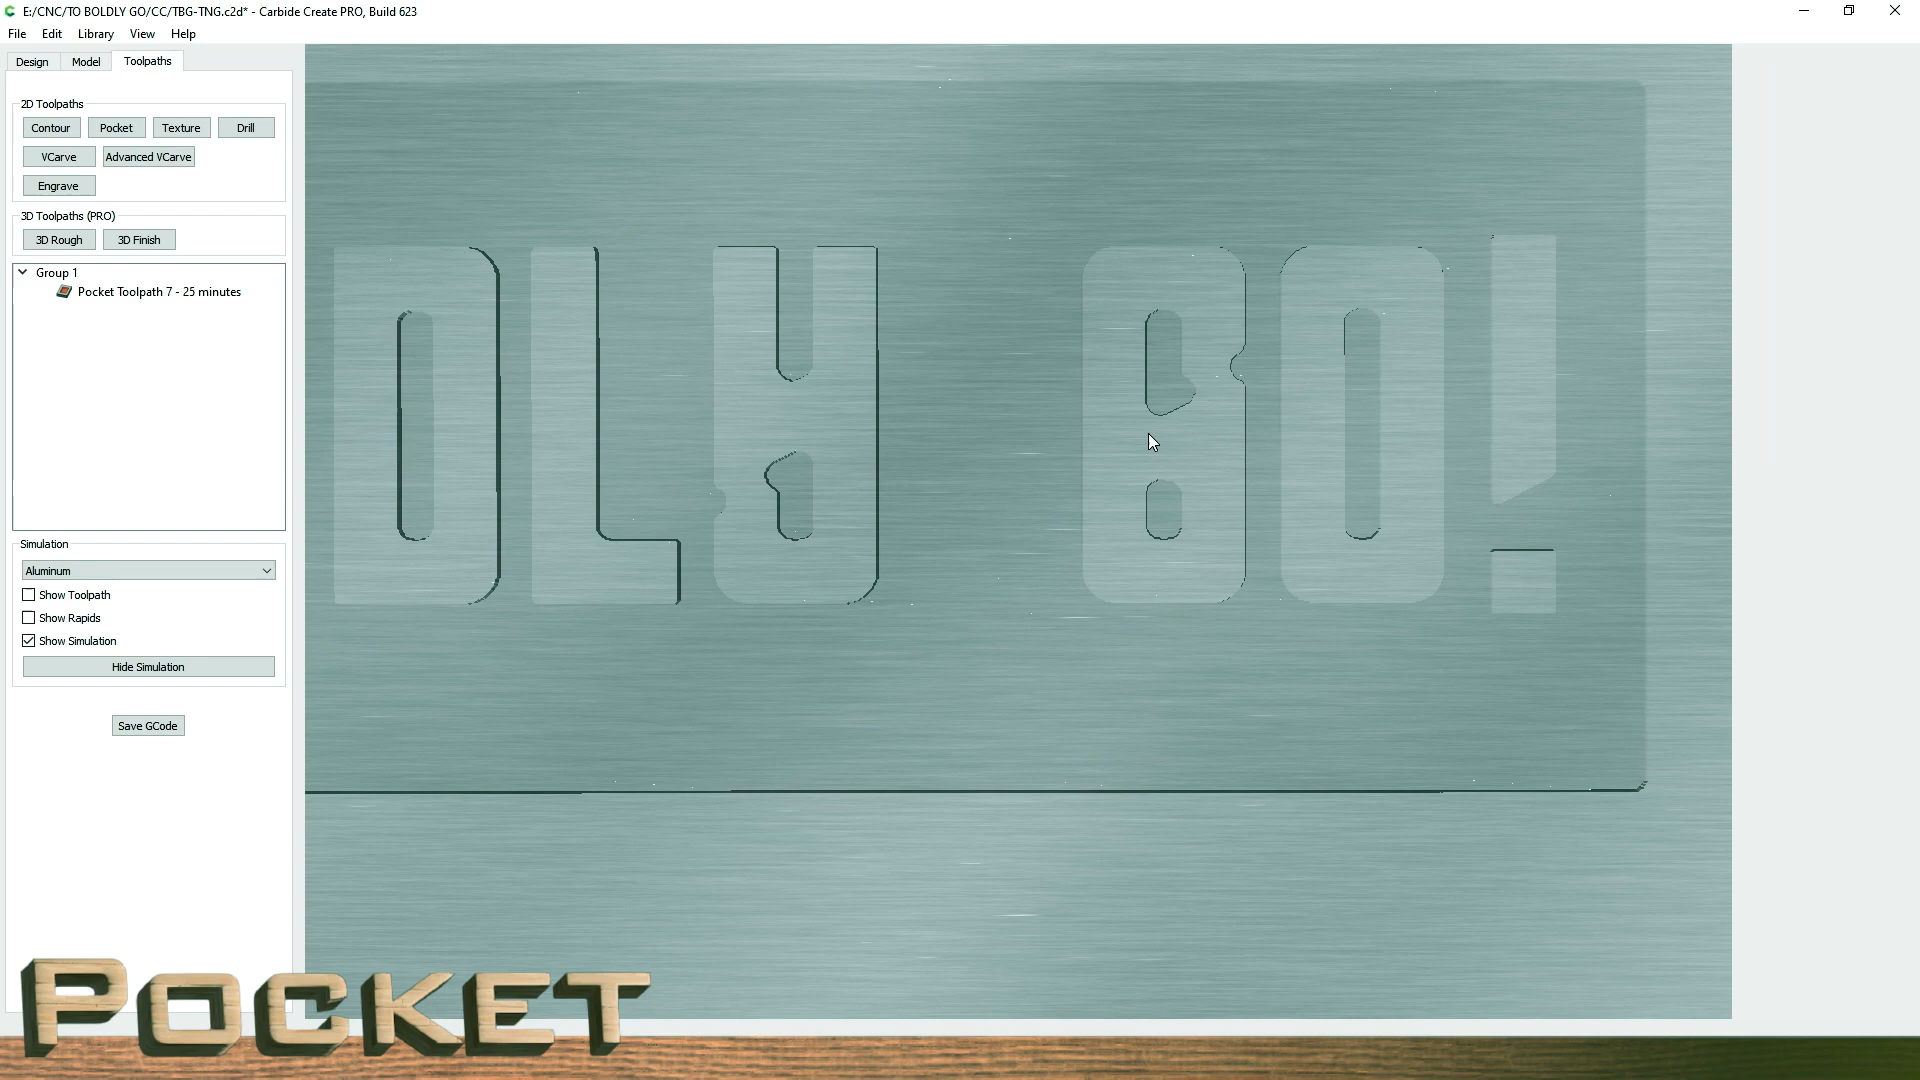 E:/CNC/TO BOLDLY GO/CC/TBG-TNG.c2d* - Carbide Create PRO, Build 623
File Edit Library View Help
Design Model Toolpaths
2D Toolpaths
Contour Pocket Texture Drill
VCarve Advanced VCarve
Engrave
3D Toolpaths (PRO)
3D Rough 3D Finish
Group 1
Pocket Toolpath 7 - 25 minutes
Simulation
Aluminum
Show Toolpath
Show Rapids
Show Simulation
Hide Simulation
Save GCode
DLY GO!
POCKET